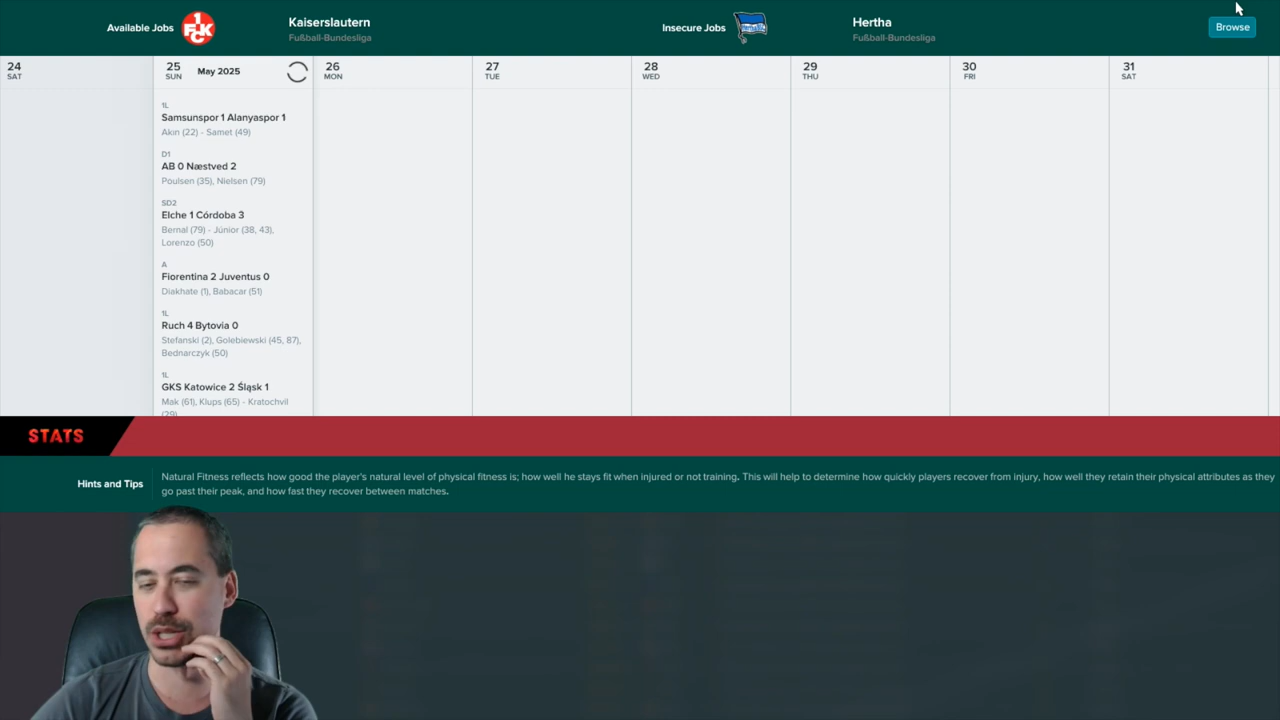 Available Jobs
1
FCK
Kaiserslautern
Fußball-Bundesliga
Insecure Jobs
Hertha
Fußball-Bundesliga
Browse
24
SAT
25
SUN
May 2025
26
MON
27
TUE
28
WED
29
THU
30
FRI
31
SAT
1L
Samsunspor 1 Alanyaspor 1
Akın (22) - Samet (49)
D1
AB 0 Næstved 2
Poulsen (35), Nielsen (79)
SD2
Elche 1 Córdoba 3
Bernal (79) - Júnior (38, 43),
Lorenzo (50)
A
Fiorentina 2 Juventus 0
Diakhate (1), Babacar (51)
1L
Ruch 4 Bytovia 0
Stefanski (2), Golebiewski (45, 87),
Bednarczyk (50)
1L
GKS Katowice 2 Śląsk 1
Mak (61), Klups (65) - Kratochvil
(29)
STATS
Hints and Tips
Natural Fitness reflects how good the player's natural level of physical fitness is; how well he stays fit when injured or not training. This will help to determine how quickly players recover from injury, how well they retain their physical attributes as they
go past their peak, and how fast they recover between matches.